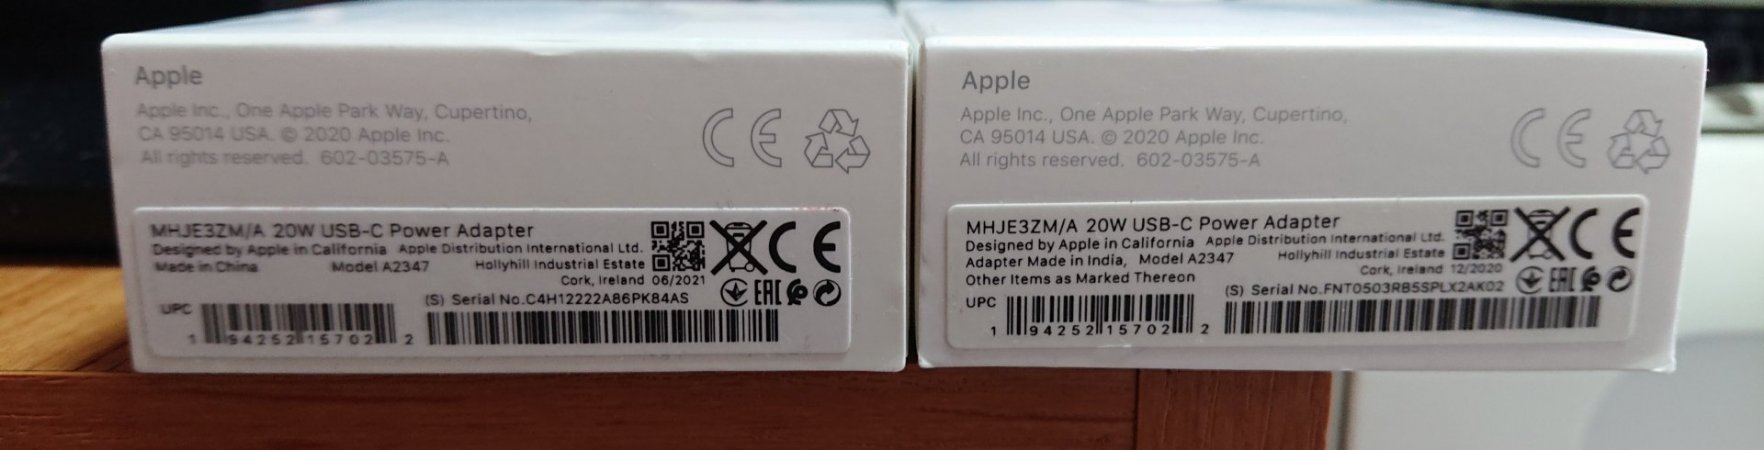 Apple
Apple Inc., One Apple Park Way, Cupertino,
CA 95014 USA. © 2020 Apple Inc.
All rights reserved. 602-03575-A
MHJE3ZM/A 20W USB-C Power Adapter
Designed by Apple in California Apple Distribution International Ltd.
Made in China Model A2347 Hollyhill Industrial Estate
Cork, Ireland 06/2021
(S) Serial No.C4H12222A86PK84AS
EAC
UPC
1 94252 15702 2
Apple
Apple Inc., One Apple Park Way, Cupertino,
CA 95014 USA. © 2020 Apple Inc.
All rights reserved. 602-03575-A
MHJE3ZM/A 20W USB-C Power Adapter
Designed by Apple in California Apple Distribution International Ltd.
Adapter Made in India, Model A2347 Hollyhill Industrial Estate
Other Items as Marked Thereon Cork, Ireland 12/2020
(S) Serial No.FNT0503RB5SPLX2AK02
EAC
UPC
1 94252 15702 2